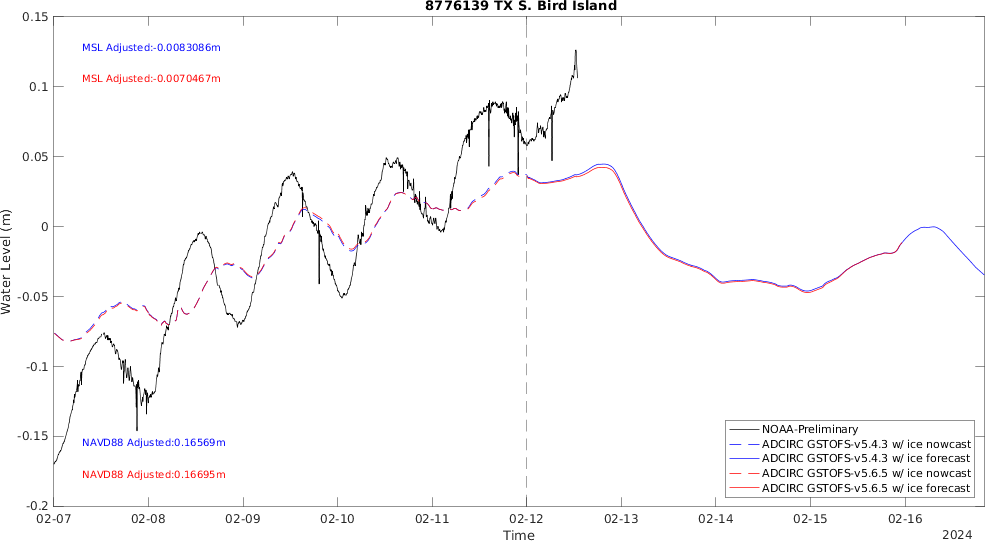 8776139 TX S. Bird Island
0.15
0.1
0.05
0
-0.05
-0.1
-0.15
-0.2
Water Level (m)
MSL Adjusted:-0.0083086m
MSL Adjusted:-0.0070467m
NAVD88 Adjusted:0.16569m
NAVD88 Adjusted:0.16695m
NOAA-Preliminary
ADCIRC GSTOFS-v5.4.3 w/ ice nowcast
ADCIRC GSTOFS-v5.4.3 w/ ice forecast
ADCIRC GSTOFS-v5.6.5 w/ ice nowcast
ADCIRC GSTOFS-v5.6.5 w/ ice forecast
02-07 02-08 02-09 02-10 02-11 02-12 02-13 02-14 02-15 02-16
Time
2024